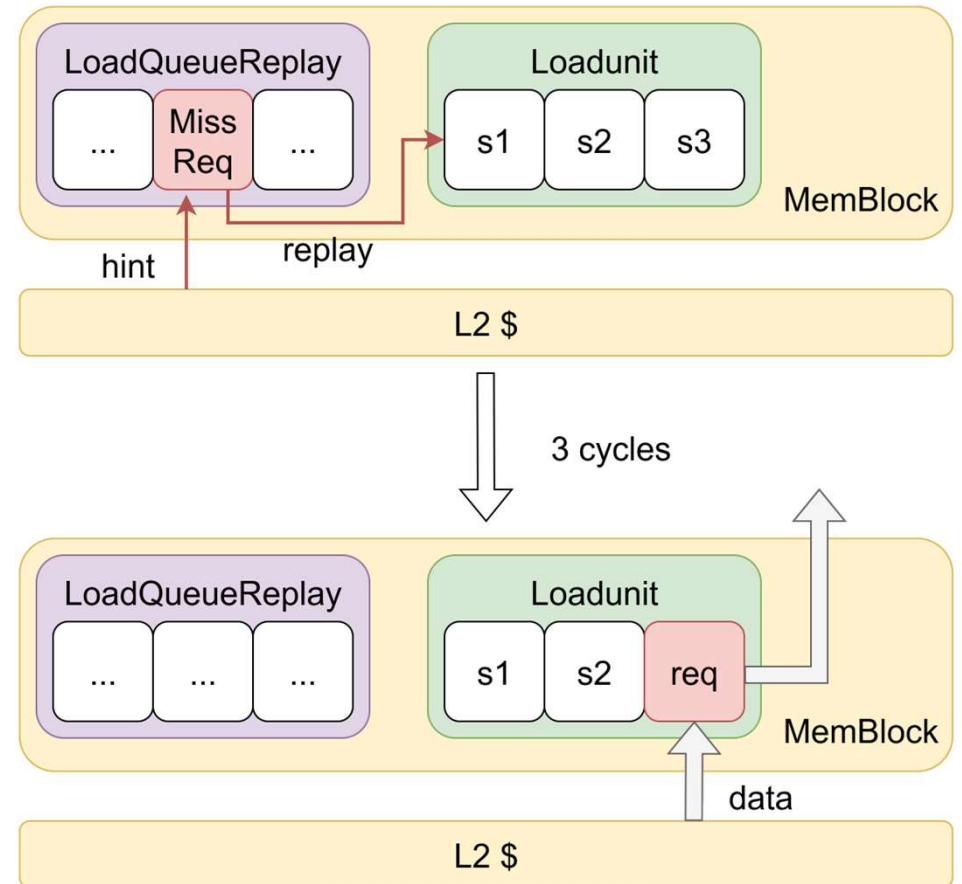 LoadQueueReplay
Loadunit
...
Miss
Req
...
s1
s2
s3
MemBlock
hint
replay
L2 $
3 cycles
LoadQueueReplay
Loadunit
...
...
...
s1
s2
req
MemBlock
data
L2 $